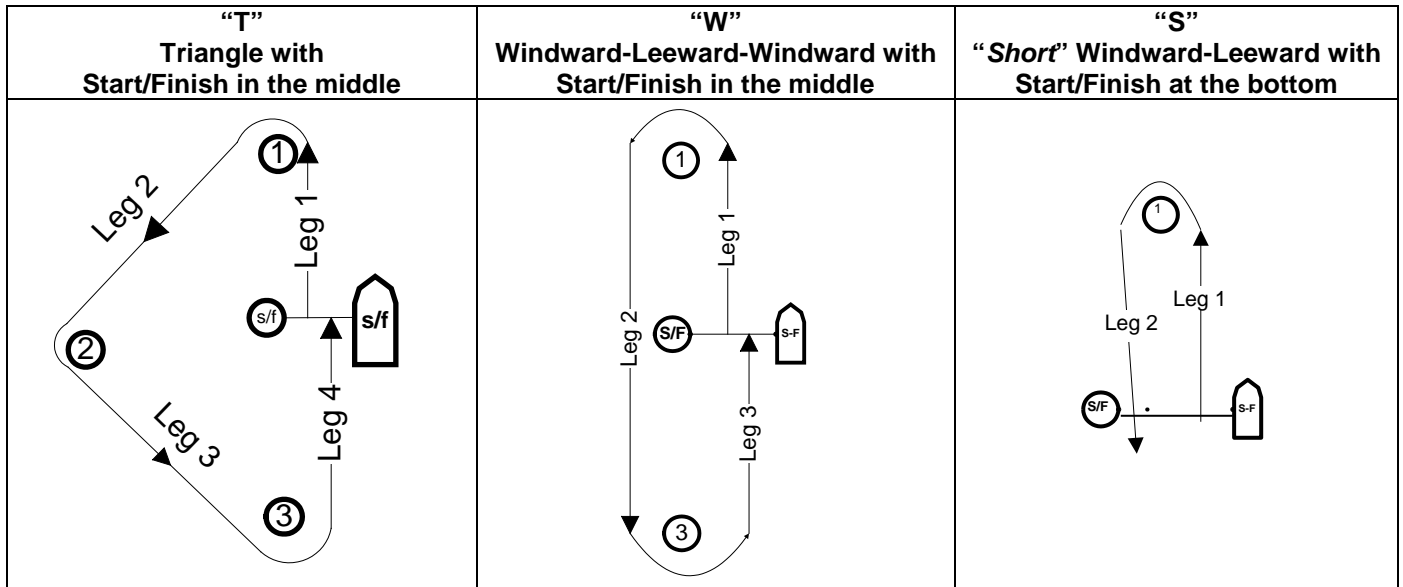 “T”
Triangle with
Start/Finish in the middle
“W”
Windward-Leeward-Windward with
Start/Finish in the middle
“S”
“Short” Windward-Leeward with
Start/Finish at the bottom
1
Leg 2
Leg 1
s/f
s/f
2
Leg 4
Leg 3
3
1
Leg 1
Leg 2
S/F
S-F
Leg 3
3
1
Leg 1
Leg 2
S/F
S-F